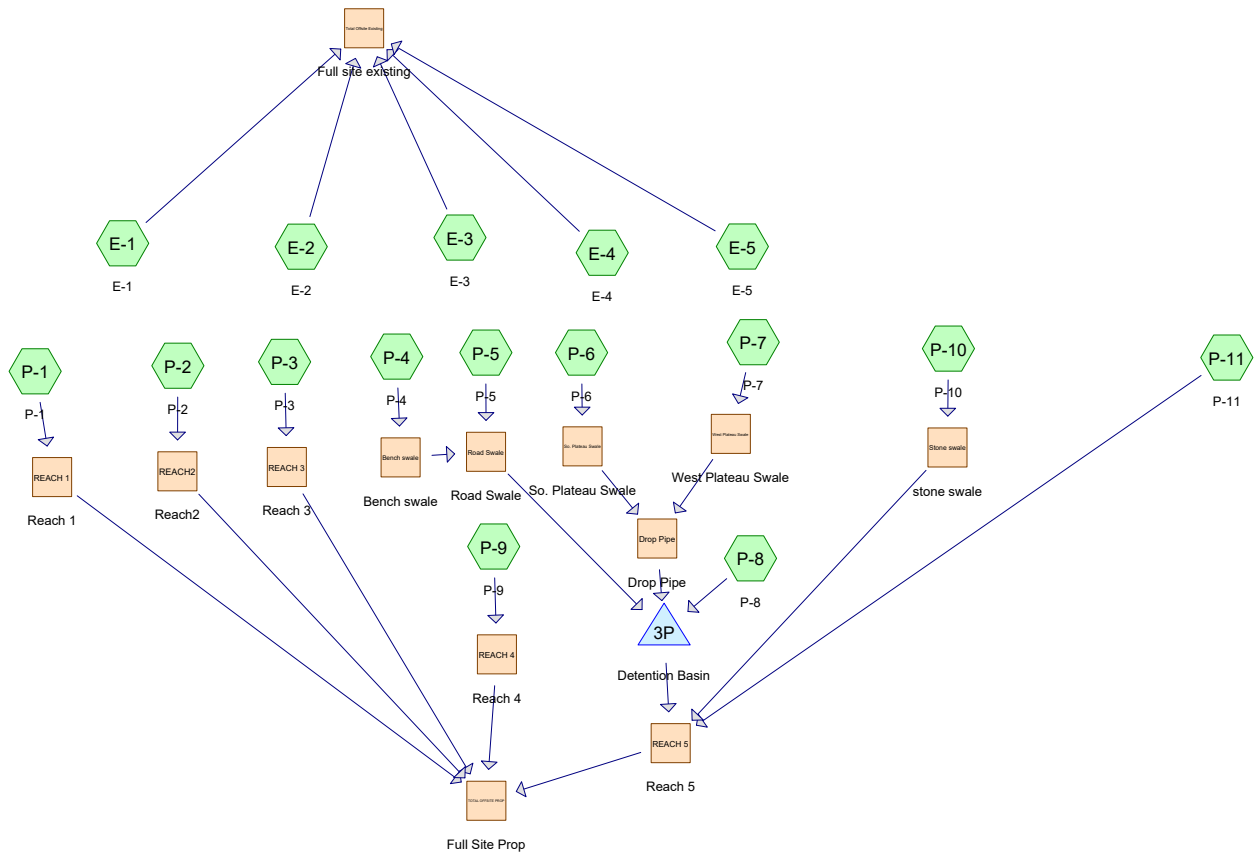 Total Offsite Existing
Full site existing
E-1
E-2
E-3
E-4
E-5
E-1
E-2
E-3
E-4
E-5
P-1
P-2
P-3
P-4
P-5
P-6
P-7
P-10
P-11
P-1
P-2
P-3
P-4
P-5
P-6
P-7
P-10
P-11
REACH 1
REACH2
REACH 3
Bench swale
Road Swale
So. Plateau Swale
West Plateau Swale
Stone swale
Reach 1
Reach2
Reach 3
Bench swale
Road Swale
So. Plateau Swale
West Plateau Swale
stone swale
P-9
Drop Pipe
P-8
P-9
Drop Pipe
P-8
3P
REACH 4
Detention Basin
Reach 4
REACH 5
Reach 5
TOTAL OFFSITE PROP
Full Site Prop